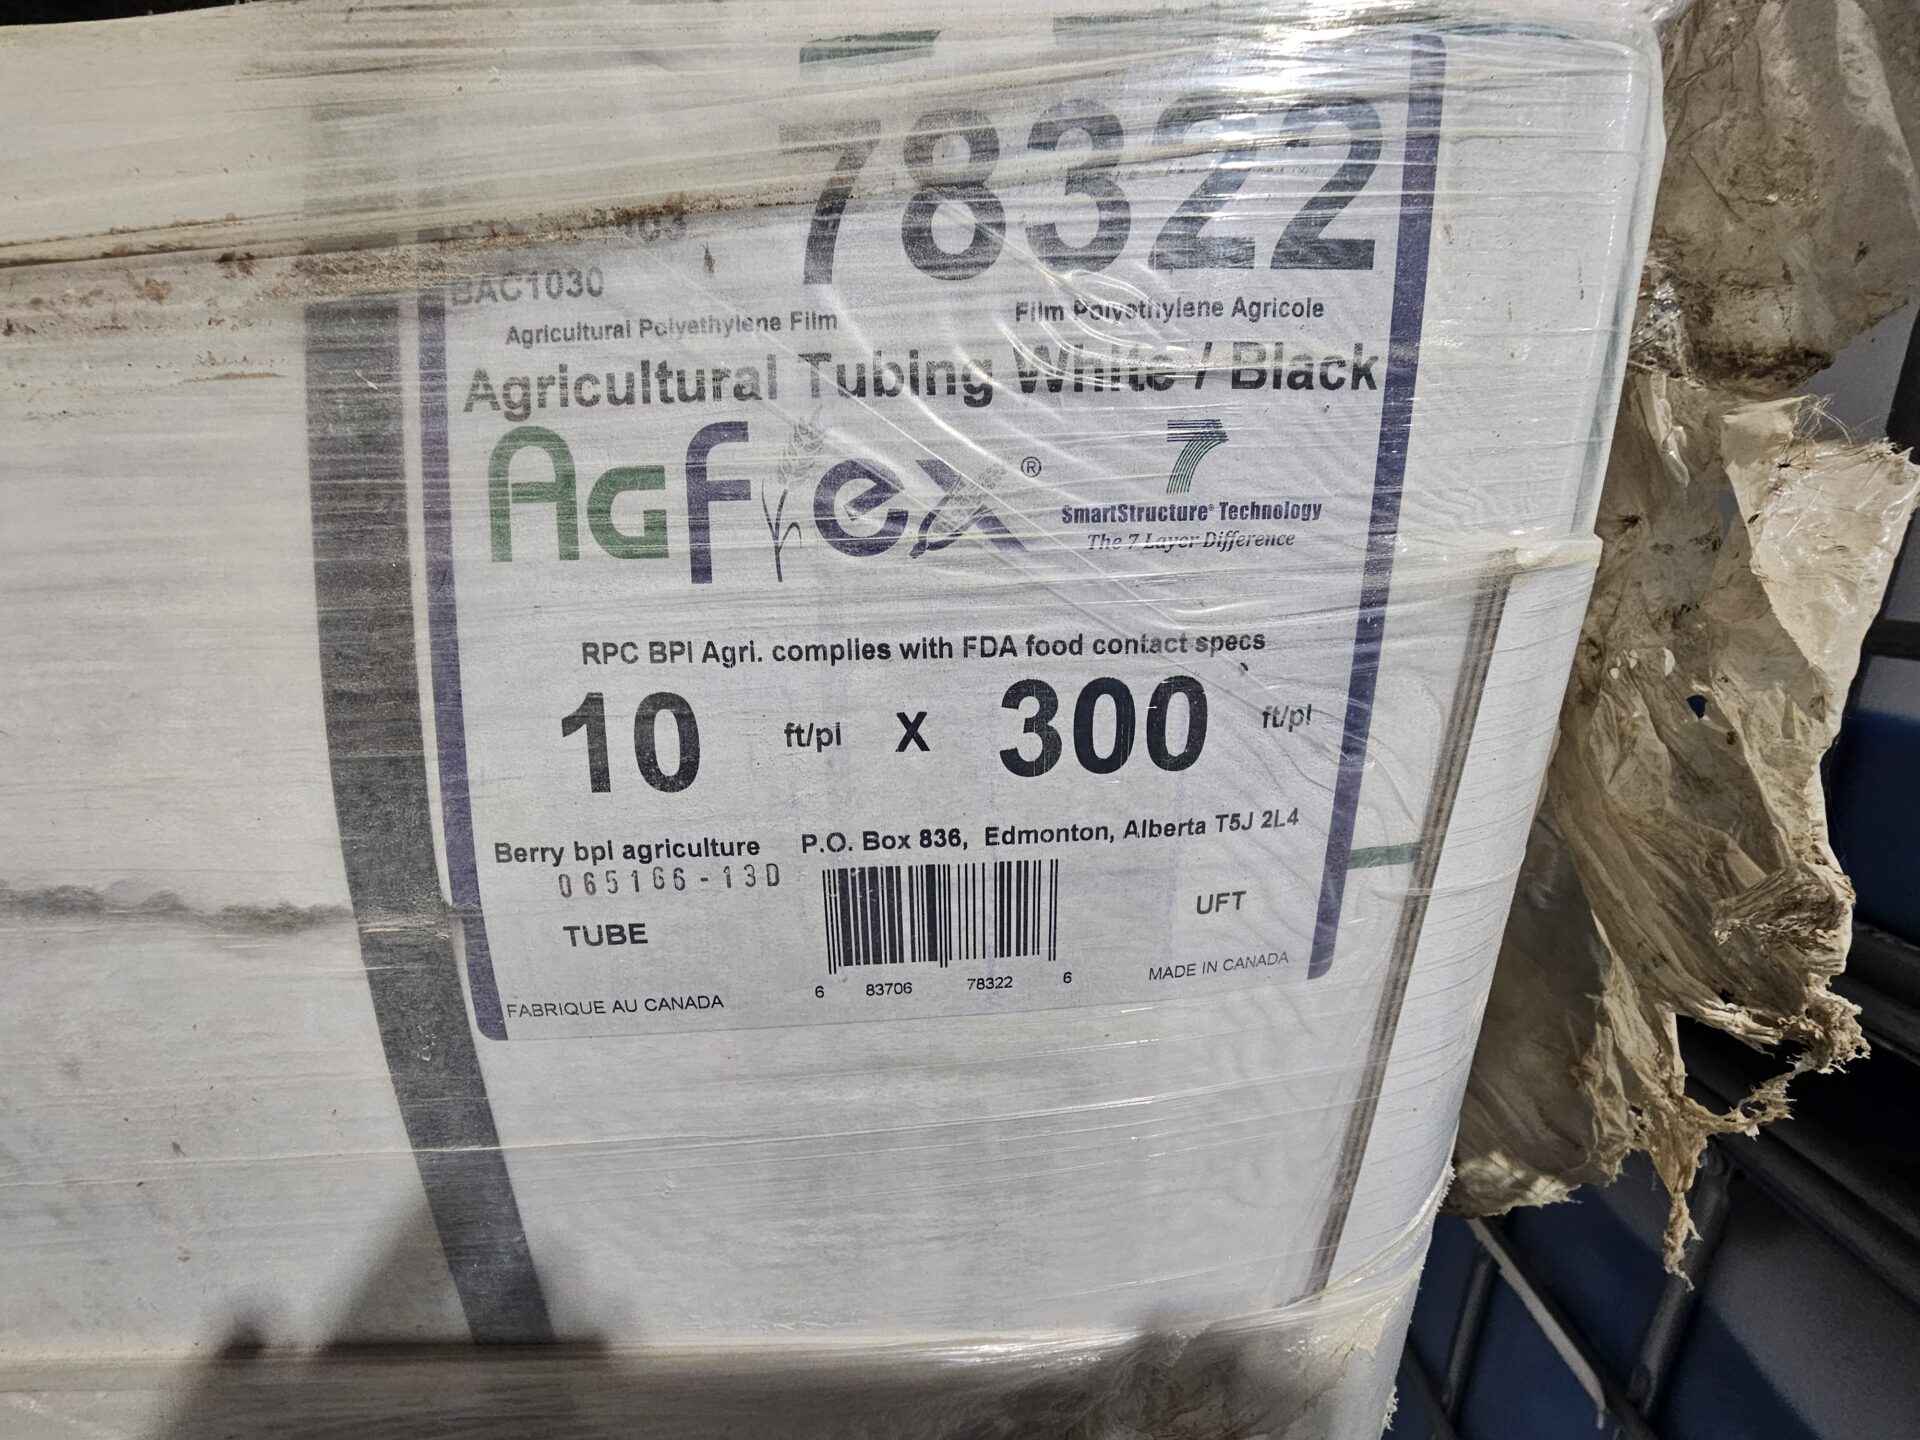 78322
BAC1030
Agricultural Polyethylene Film
Film Polyethylene Agricole
Agricultural Tubing White / Black
AGFlex ®
7
SmartStructure® Technology
The 7 Layer Difference
RPC BPI Agri. complies with FDA food contact specs
10 ft/pi X 300 ft/pi
Berry bpi agriculture P.O. Box 836, Edmonton, Alberta T5J 2L4
065166-13D
TUBE
UFT
FABRIQUE AU CANADA
6 83706 78322 6
MADE IN CANADA